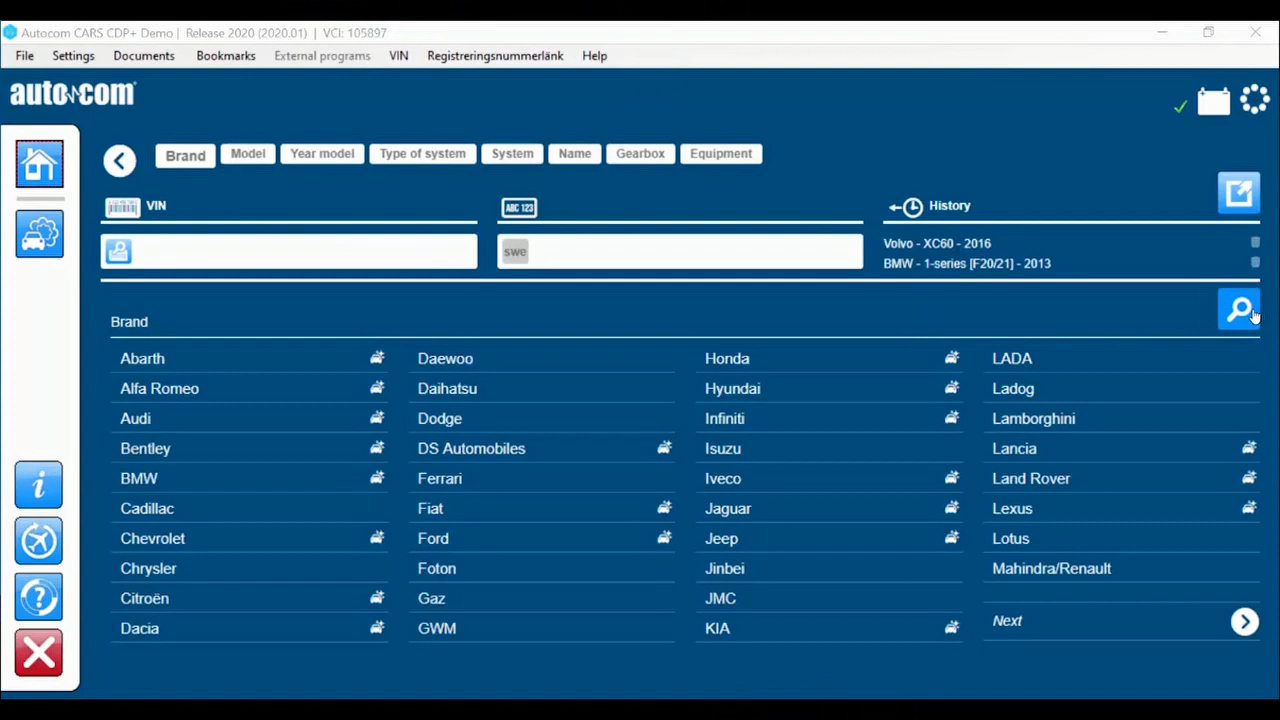 Autocom CARS CDP+ Demo | Release 2020 (2020.01) | VCI: 105897
File Settings Documents Bookmarks External programs VIN Registreringsnummerlänk Help
autocom
Brand Model Year model Type of system System Name Gearbox Equipment
VIN ABC 123 History
swe
Volvo - XC60 - 2016
BMW - 1-series [F20/21] - 2013
Brand
Abarth Daewoo Honda LADA
Alfa Romeo Daihatsu Hyundai Ladog
Audi Dodge Infiniti Lamborghini
Bentley DS Automobiles Isuzu Lancia
BMW Ferrari Iveco Land Rover
Cadillac Fiat Jaguar Lexus
Chevrolet Ford Jeep Lotus
Chrysler Foton Jinbei Mahindra/Renault
Citroën Gaz JMC
Next
Dacia GWM KIA